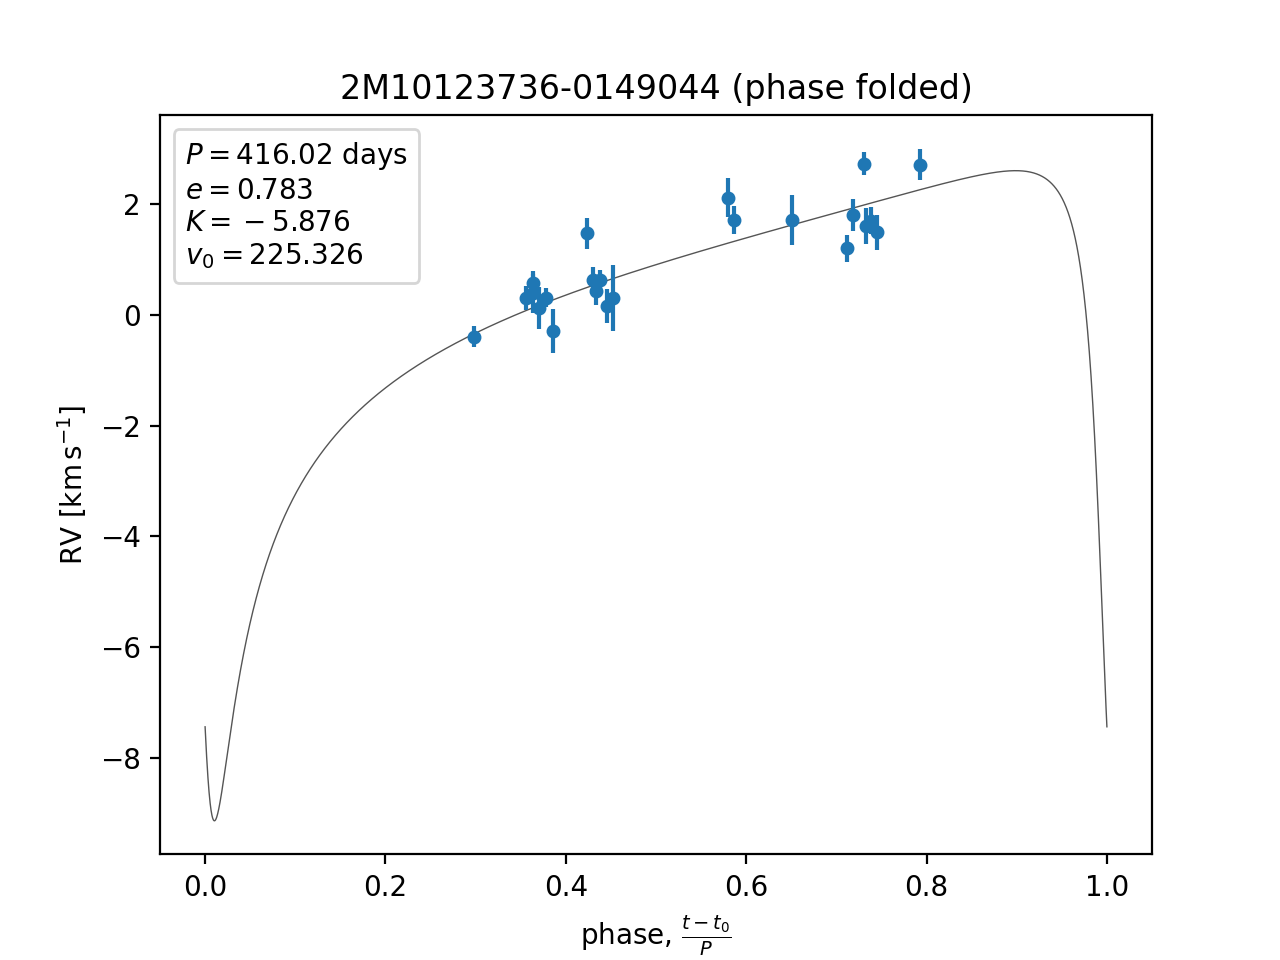 2M10123736-0149044 (phase folded)
P = 416.02 days
e = 0.783
K = −5.876
v₀ = 225.326
RV [km s⁻¹]
2
0
−2
−4
−6
−8
0.0 0.2 0.4 0.6 0.8 1.0
phase, (t − t₀)/P